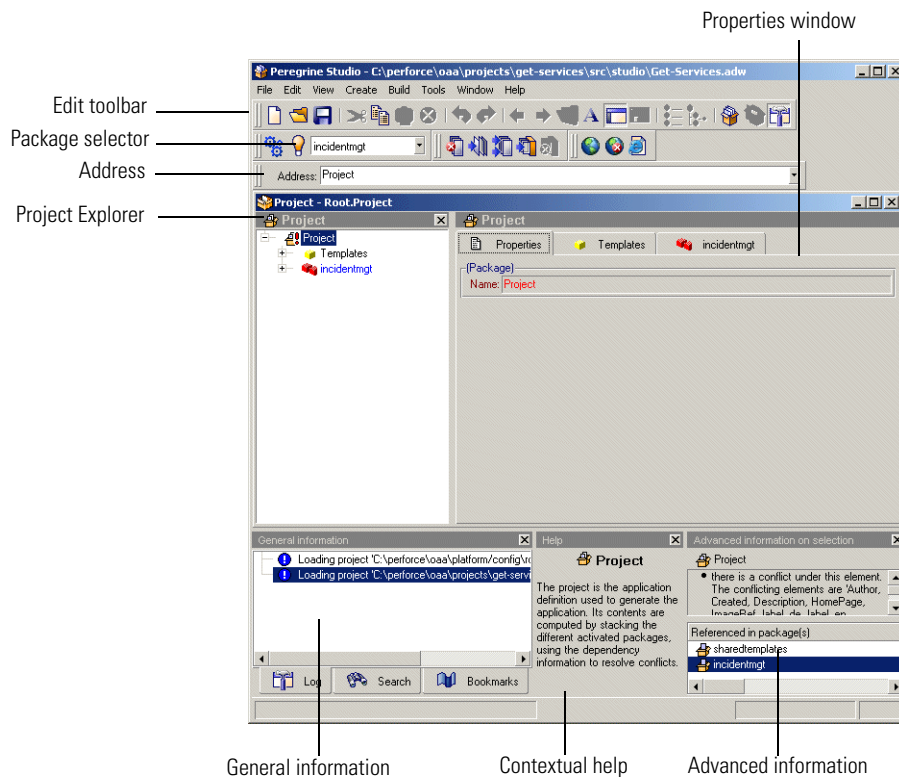 Properties window
Peregrine Studio - C:\perforce\oaa\projects\get-services\src\studio\Get-Services.adw
File Edit View Create Build Tools Window Help
Edit toolbar
Package selector
incidentmgt
Address
Address: Project
Project Explorer
Project - Root.Project
Project
Project
Project
Templates
incidentmgt
Properties
Templates
incidentmgt
(Package)
Name: Project
General information
Loading project 'C:\perforce\oaa\platform/config\
Loading project 'C:\perforce\oaa\projects\get-servi
Log
Search
Bookmarks
Help
Project
The project is the application
definition used to generate the
application. Its contents are
computed by stacking the
different activated packages,
using the dependency
information to resolve conflicts.
Advanced information on selection
Project
• there is a conflict under this element.
The conflicting elements are 'Author,
Created, Description, HomePage,
ImageRef, label_de, label_en
Referenced in package(s)
sharedtemplates
incidentmgt
General information
Contextual help
Advanced information